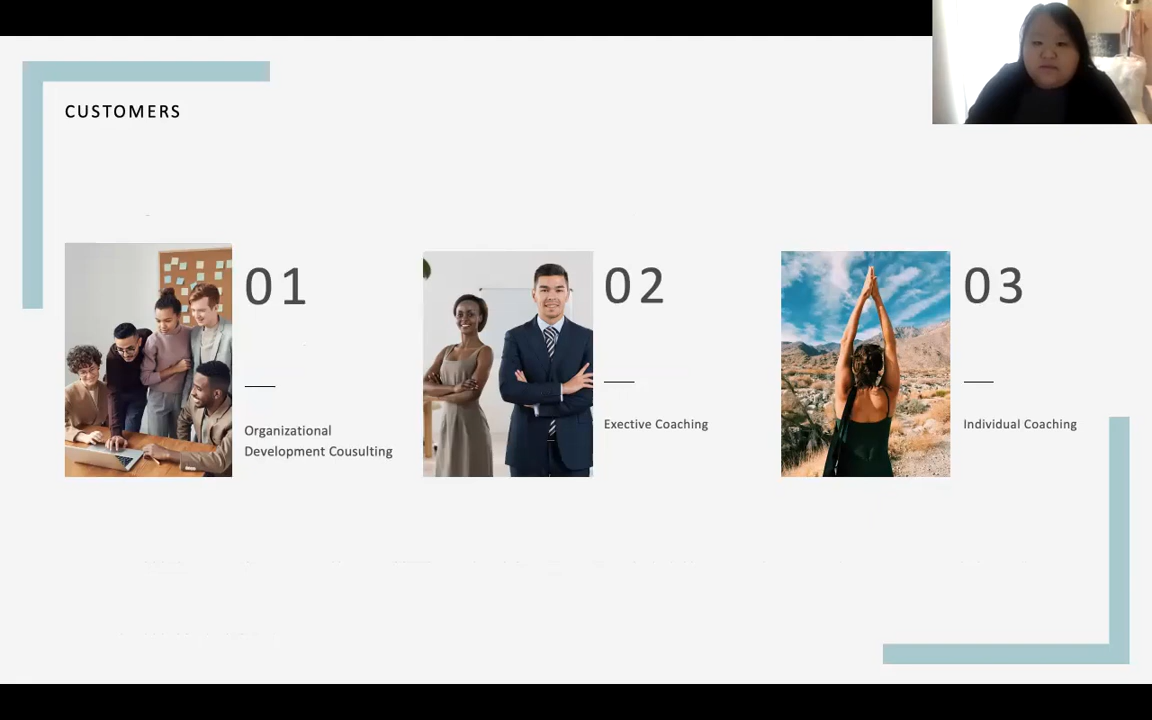 CUSTOMERS
01
Organizational
Development Cousulting
02
Exective Coaching
03
Individual Coaching